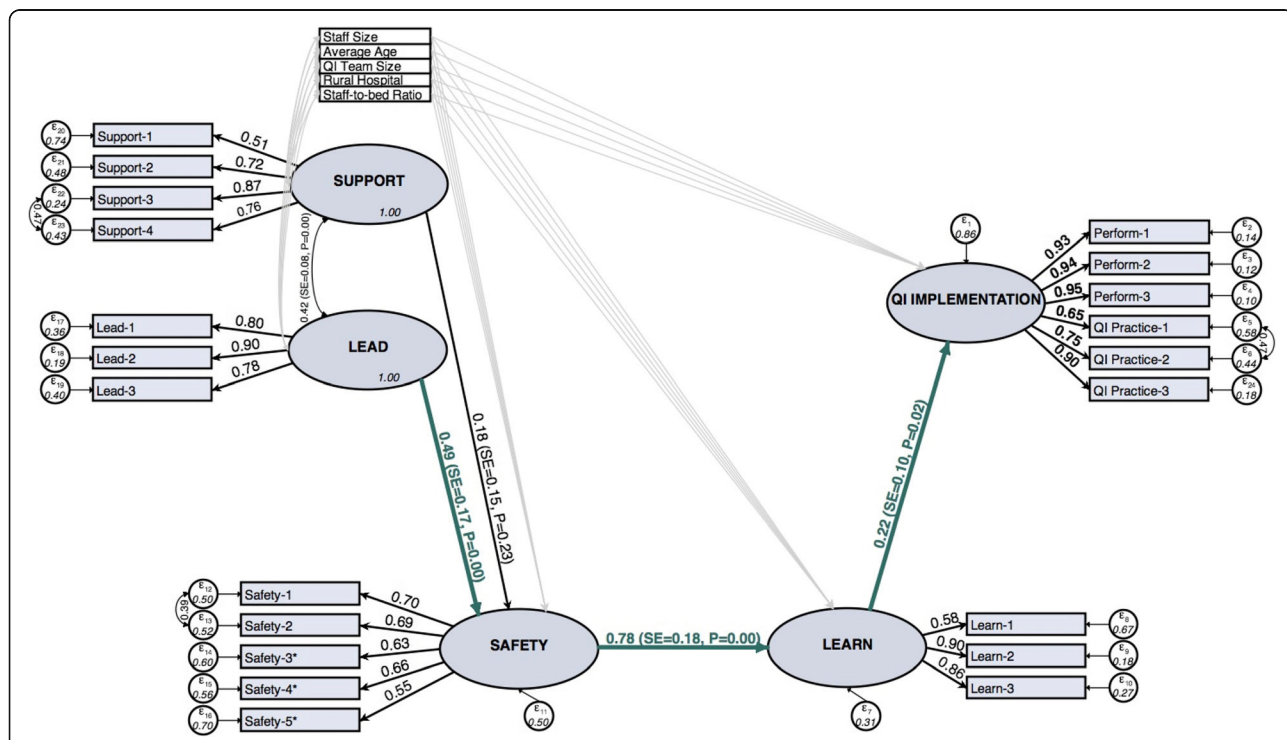 Staff Size
Average Age
QI Team Size
Rural Hospital
Staff-to-bed Ratio
ε20
0.74
Support-1
0.51
ε21
0.48
Support-2
0.72
ε22
0.24
Support-3
0.87
ε23
0.43
Support-4
0.76
0.47
SUPPORT
1.00
0.42 (SE=0.08, P=0.00)
ε17
0.36
Lead-1
0.80
ε18
0.19
Lead-2
0.90
ε19
0.40
Lead-3
0.78
LEAD
1.00
0.49 (SE=0.17, P=0.00)
0.18 (SE=0.15, P=0.23)
ε1
0.86
QI IMPLEMENTATION
0.93
Perform-1
ε2
0.14
0.94
Perform-2
ε3
0.12
0.95
Perform-3
ε4
0.10
0.65
QI Practice-1
ε5
0.58
0.75
QI Practice-2
ε6
0.44
0.47
0.90
QI Practice-3
ε24
0.18
0.22 (SE=0.10, P=0.02)
ε12
0.50
Safety-1
0.70
0.39
ε13
0.52
Safety-2
0.69
ε14
0.60
Safety-3*
0.63
ε15
0.56
Safety-4*
0.66
ε16
0.70
Safety-5*
0.55
SAFETY
ε11
0.50
0.78 (SE=0.18, P=0.00)
LEARN
ε7
0.31
0.58
Learn-1
ε8
0.67
0.90
Learn-2
ε9
0.18
0.86
Learn-3
ε10
0.27